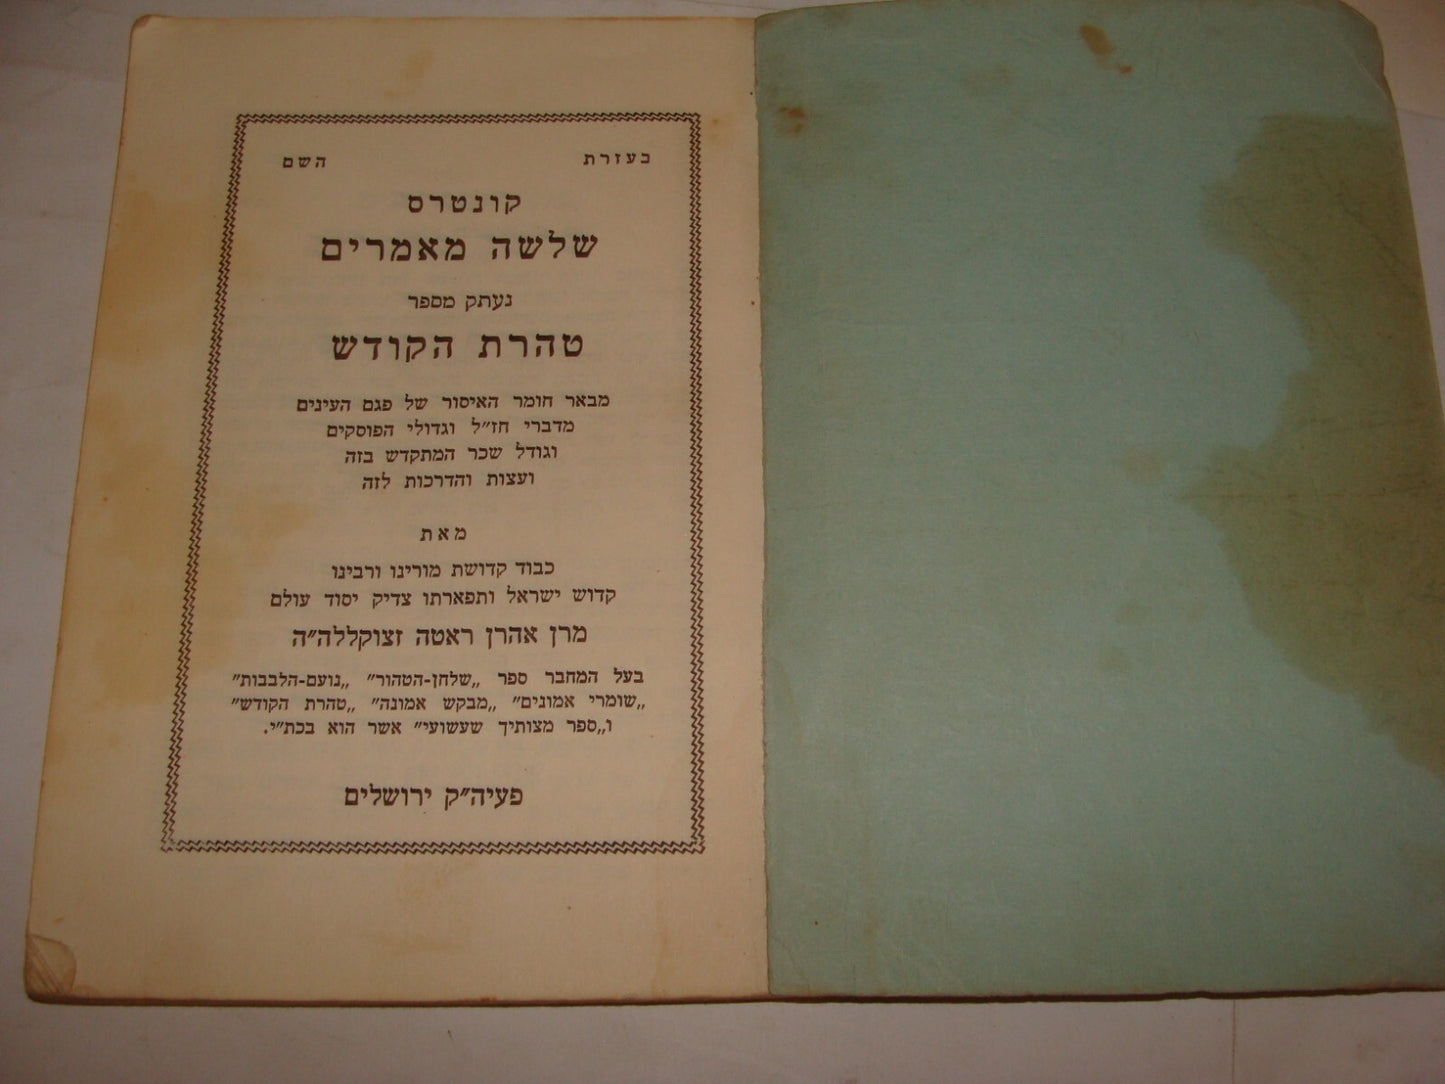 בעזרת השם
קונטרס
שלשה מאמרים
נעתק מספר
טהרת הקודש
מבאר חומר האיסור של פגם העינים
מדברי חז״ל וגדולי הפוסקים
וגודל שכר המתקדש בזה
ועצות והדרכות לזה
מאת
כבוד קדושת מורינו ורבינו
קדוש ישראל ותפארתו צדיק יסוד עולם
מרן אהרן ראטה זצוקללה״ה
בעל המחבר ספר „שלחן-הטהור״ „נועם-הלבבות״
„שומרי אמונים״ „מבקש אמונה״ „טהרת הקודש״
ו„ספר מצותיך שעשועי״ אשר הוא בכת״י.
פעיה״ק ירושלים